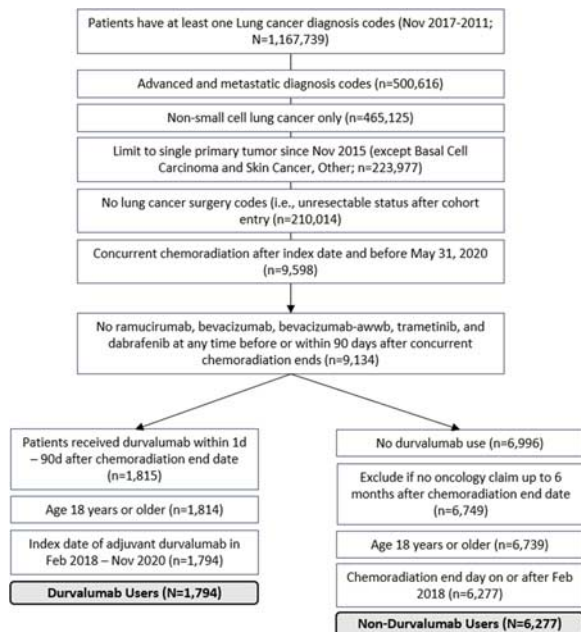 Patients have at least one Lung cancer diagnosis codes (Nov 2017-2011;
N=1,167,739)
Advanced and metastatic diagnosis codes (n=500,616)
Non-small cell lung cancer only (n=465,125)
Limit to single primary tumor since Nov 2015 (except Basal Cell
Carcinoma and Skin Cancer, Other; n=223,977)
No lung cancer surgery codes (i.e., unresectable status after cohort
entry (n=210,014)
Concurrent chemoradiation after index date and before May 31, 2020
(n=9,598)
No ramucirumab, bevacizumab, bevacizumab-awwb, trametinib, and
dabrafenib at any time before or within 90 days after concurrent
chemoradiation ends (n=9,134)
Patients received durvalumab within 1d
– 90d after chemoradiation end date
(n=1,815)
Age 18 years or older (n=1,814)
Index date of adjuvant durvalumab in
Feb 2018 – Nov 2020 (n=1,794)
Durvalumab Users (N=1,794)
No durvalumab use (n=6,996)
Exclude if no oncology claim up to 6
months after chemoradiation end date
(n=6,749)
Age 18 years or older (n=6,739)
Chemoradiation end day on or after Feb
2018 (n=6,277)
Non-Durvalumab Users (N=6,277)